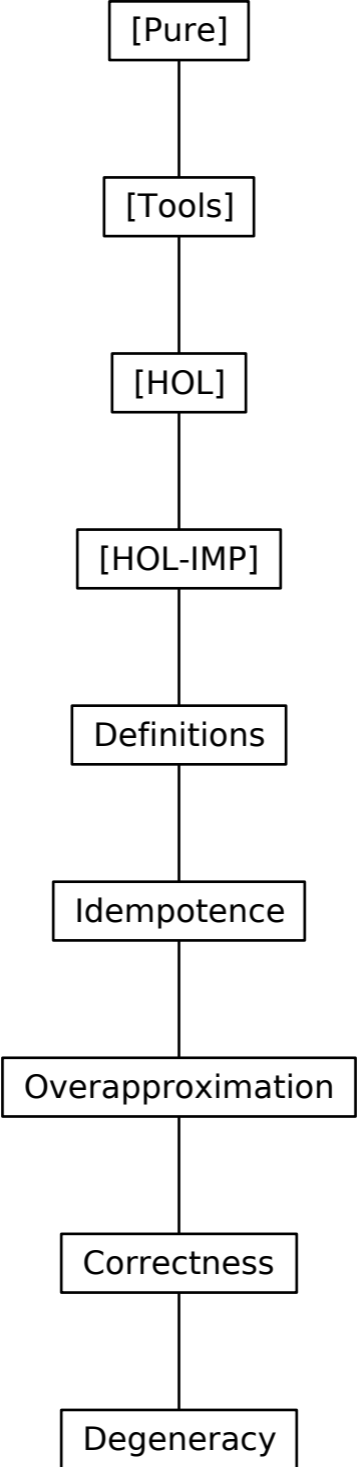 [Pure]
[Tools]
[HOL]
[HOL-IMP]
Definitions
Idempotence
Overapproximation
Correctness
Degeneracy